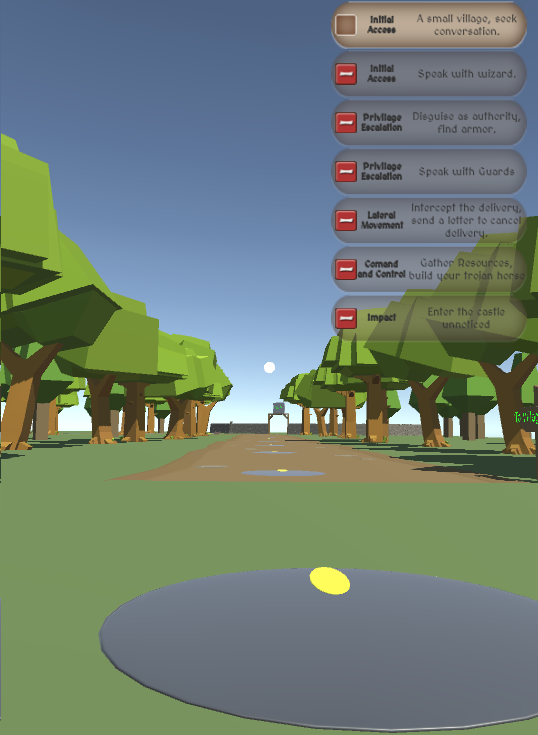 Initial
Access
A small village, seek
conversation.
Initial
Access
Speak with wizard.
Privilage
Escalation
Disguise as authority,
find armor.
Privilage
Escalation
Speak with Guards
Lateral
Movement
Intercept the delivery,
send a letter to cancel
delivery.
Comand
and Control
Gather Resources,
build your trojan horse
Impact
Enter the castle
unnoticed